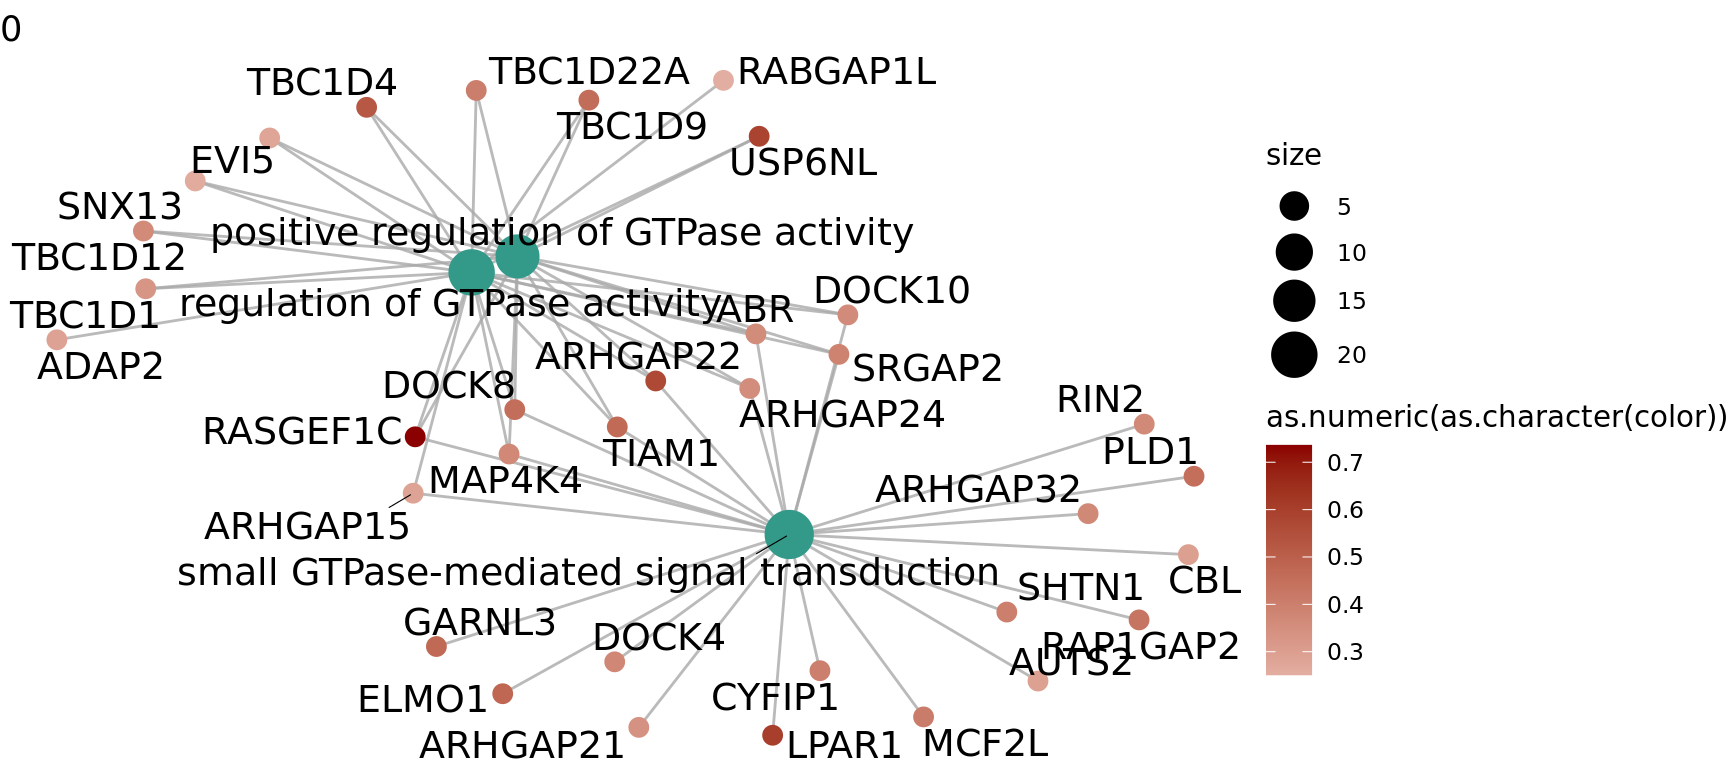 0
TBC1D4
TBC1D22A
RABGAP1L
TBC1D9
EVI5
USP6NL
SNX13
positive regulation of GTPase activity
TBC1D12
DOCK10
TBC1D1
regulation of GTPase activity
ABR
ADAP2
ARHGAP22
SRGAP2
DOCK8
RIN2
ARHGAP24
RASGEF1C
TIAM1
PLD1
MAP4K4
ARHGAP32
ARHGAP15
small GTPase-mediated signal transduction
CBL
SHTN1
GARNL3
DOCK4
RAP1GAP2
AUTS2
ELMO1
CYFIP1
ARHGAP21
LPAR1
MCF2L
size
5
10
15
20
as.numeric(as.character(color))
0.7
0.6
0.5
0.4
0.3